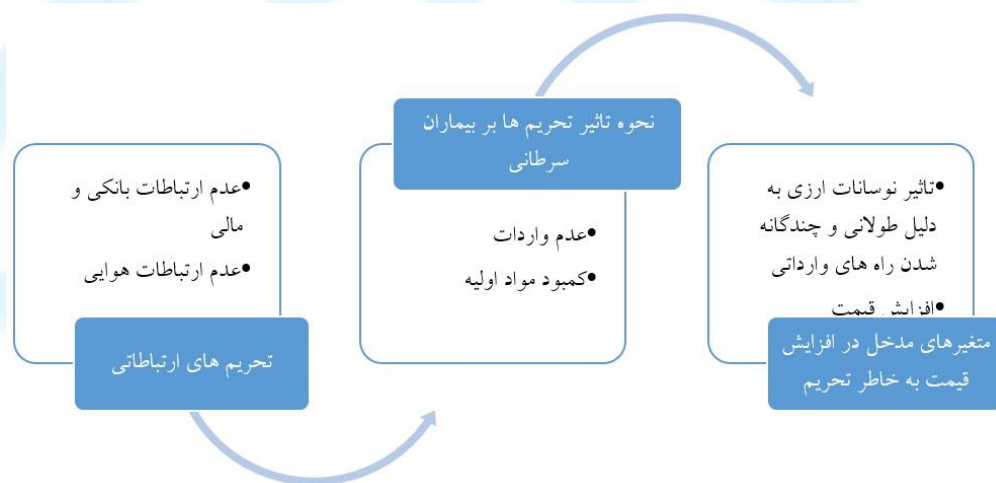 •عدم ارتباطات بانکی و
مالی
•عدم ارتباطات هوایی
تحریم های ارتباطاتی
نحوه تاثیر تحریم ها بر بیماران
سرطانی
•عدم واردات
•کمبود مواد اولیه
•تاثیر نوسانات ارزی به
دلیل طولانی و چندگانه
شدن راه های وارداتی
•افزایش قیمت
متغیرهای مدخل در افزایش
قیمت به خاطر تحریم